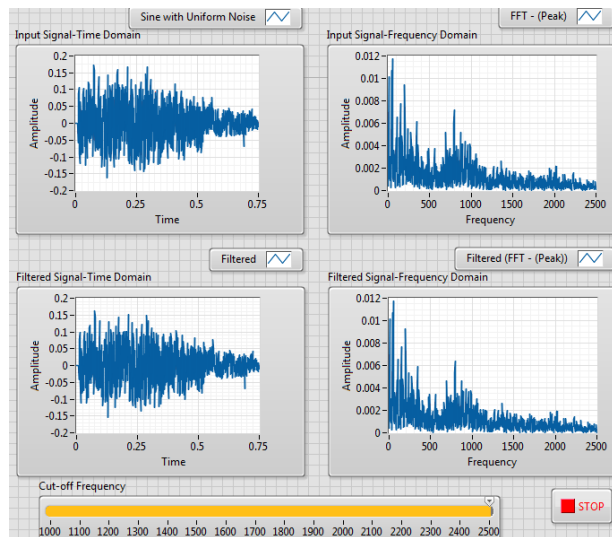 Sine with Uniform Noise
FFT - (Peak)
Input Signal-Time Domain
Input Signal-Frequency Domain
Amplitude
0.2
0.15
0.1
0.05
0
-0.05
-0.1
-0.15
-0.2
0 0.25 0.5 0.75
Time
Amplitude
0.012
0.01
0.008
0.006
0.004
0.002
0
0 500 1000 1500 2000 2500
Frequency
Filtered
Filtered (FFT - (Peak))
Filtered Signal-Time Domain
Filtered Signal-Frequency Domain
Amplitude
0.2
0.15
0.1
0.05
0
-0.05
-0.1
-0.15
-0.2
0 0.25 0.5 0.75
Time
Amplitude
0.012
0.01
0.008
0.006
0.004
0.002
0
0 500 1000 1500 2000 2500
Frequency
Cut-off Frequency
1000 1100 1200 1300 1400 1500 1600 1700 1800 1900 2000 2100 2200 2300 2400 2500
STOP